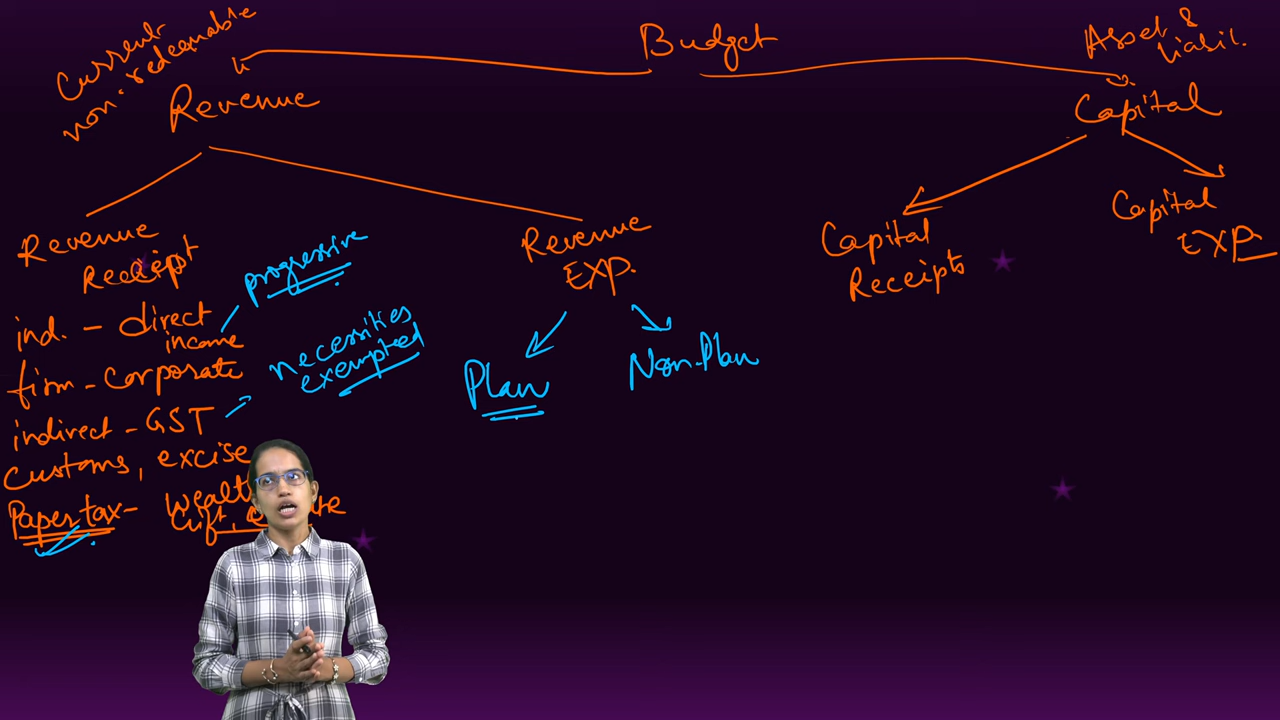 Budget
Current
non-redeemable
Revenue
Asset &
liabil.
Capital
Revenue
Receipt
Revenue
EXP.
Capital
Receipts
Capital
EXP.
ind. - direct
income
progressive
firm - corporate
necessities
exempted
indirect - GST
Customs, excise
Paper tax - Wealth
Gift,
Plan
Non-Plan